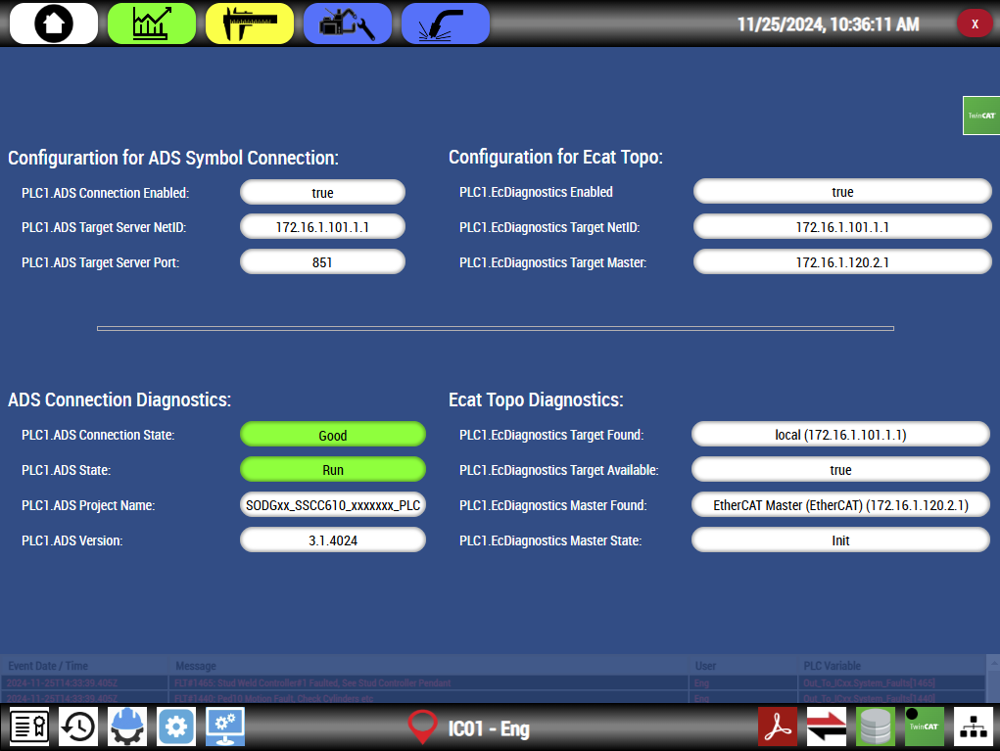 11/25/2024, 10:36:11 AM
X
TwinCAT
Configurartion for ADS Symbol Connection:
PLC1.ADS Connection Enabled: true
PLC1.ADS Target Server NetID: 172.16.1.101.1.1
PLC1.ADS Target Server Port: 851
Configuration for Ecat Topo:
PLC1.EcDiagnostics Enabled true
PLC1.EcDiagnostics Target NetID: 172.16.1.101.1.1
PLC1.EcDiagnostics Target Master: 172.16.1.120.2.1
ADS Connection Diagnostics:
PLC1.ADS Connection State: Good
PLC1.ADS State: Run
PLC1.ADS Project Name: SODGxx_SSCC610_xxxxxxx_PLC
PLC1.ADS Version: 3.1.4024
Ecat Topo Diagnostics:
PLC1.EcDiagnostics Target Found: local (172.16.1.101.1.1)
PLC1.EcDiagnostics Target Available: true
PLC1.EcDiagnostics Master Found: EtherCAT Master (EtherCAT) (172.16.1.120.2.1)
PLC1.EcDiagnostics Master State: Init
Event Date / Time Message User PLC Variable
2024-11-25T14:33:39.405Z FLT#1465: Stud Weld Controller#1 Faulted, See Stud Controller Pendant Eng Out_To_ICxx.System_Faults[1465]
2024-11-25T14:33:39.405Z FLT#1440: Ped10 Motion Fault, Check Cylinders etc Eng Out_To_ICxx.System_Faults[1440]
IC01 - Eng
TwinCAT